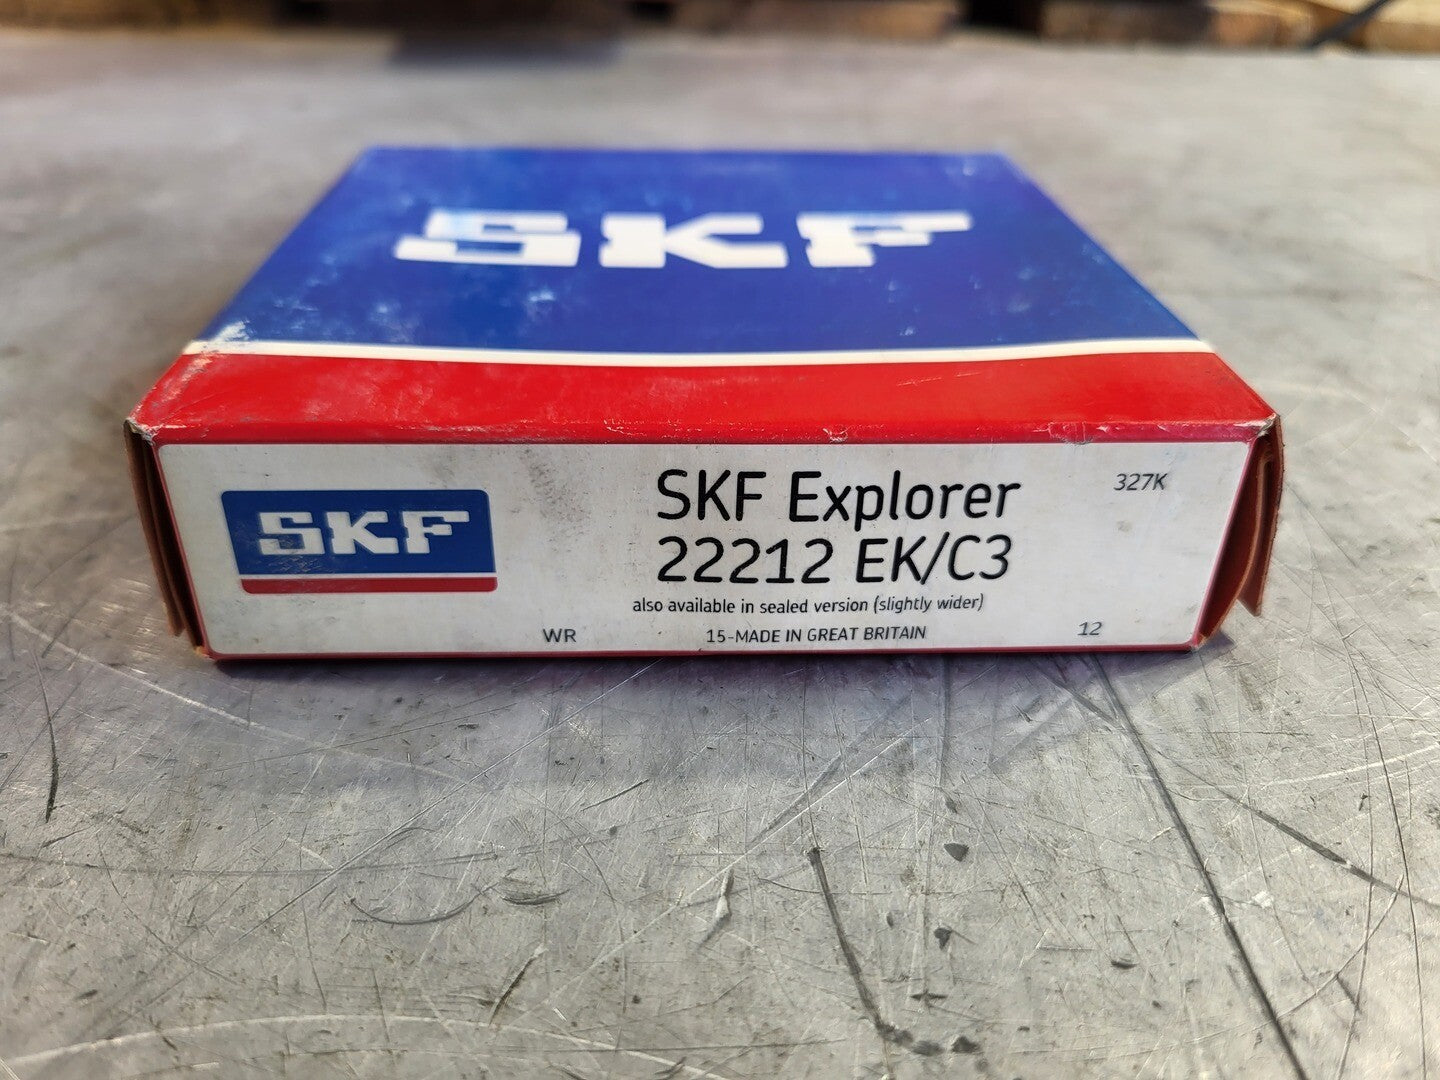 SKF
SKF
SKF Explorer
327K
22212 EK/C3
also available in sealed version (slightly wider)
WR
15-MADE IN GREAT BRITAIN
12